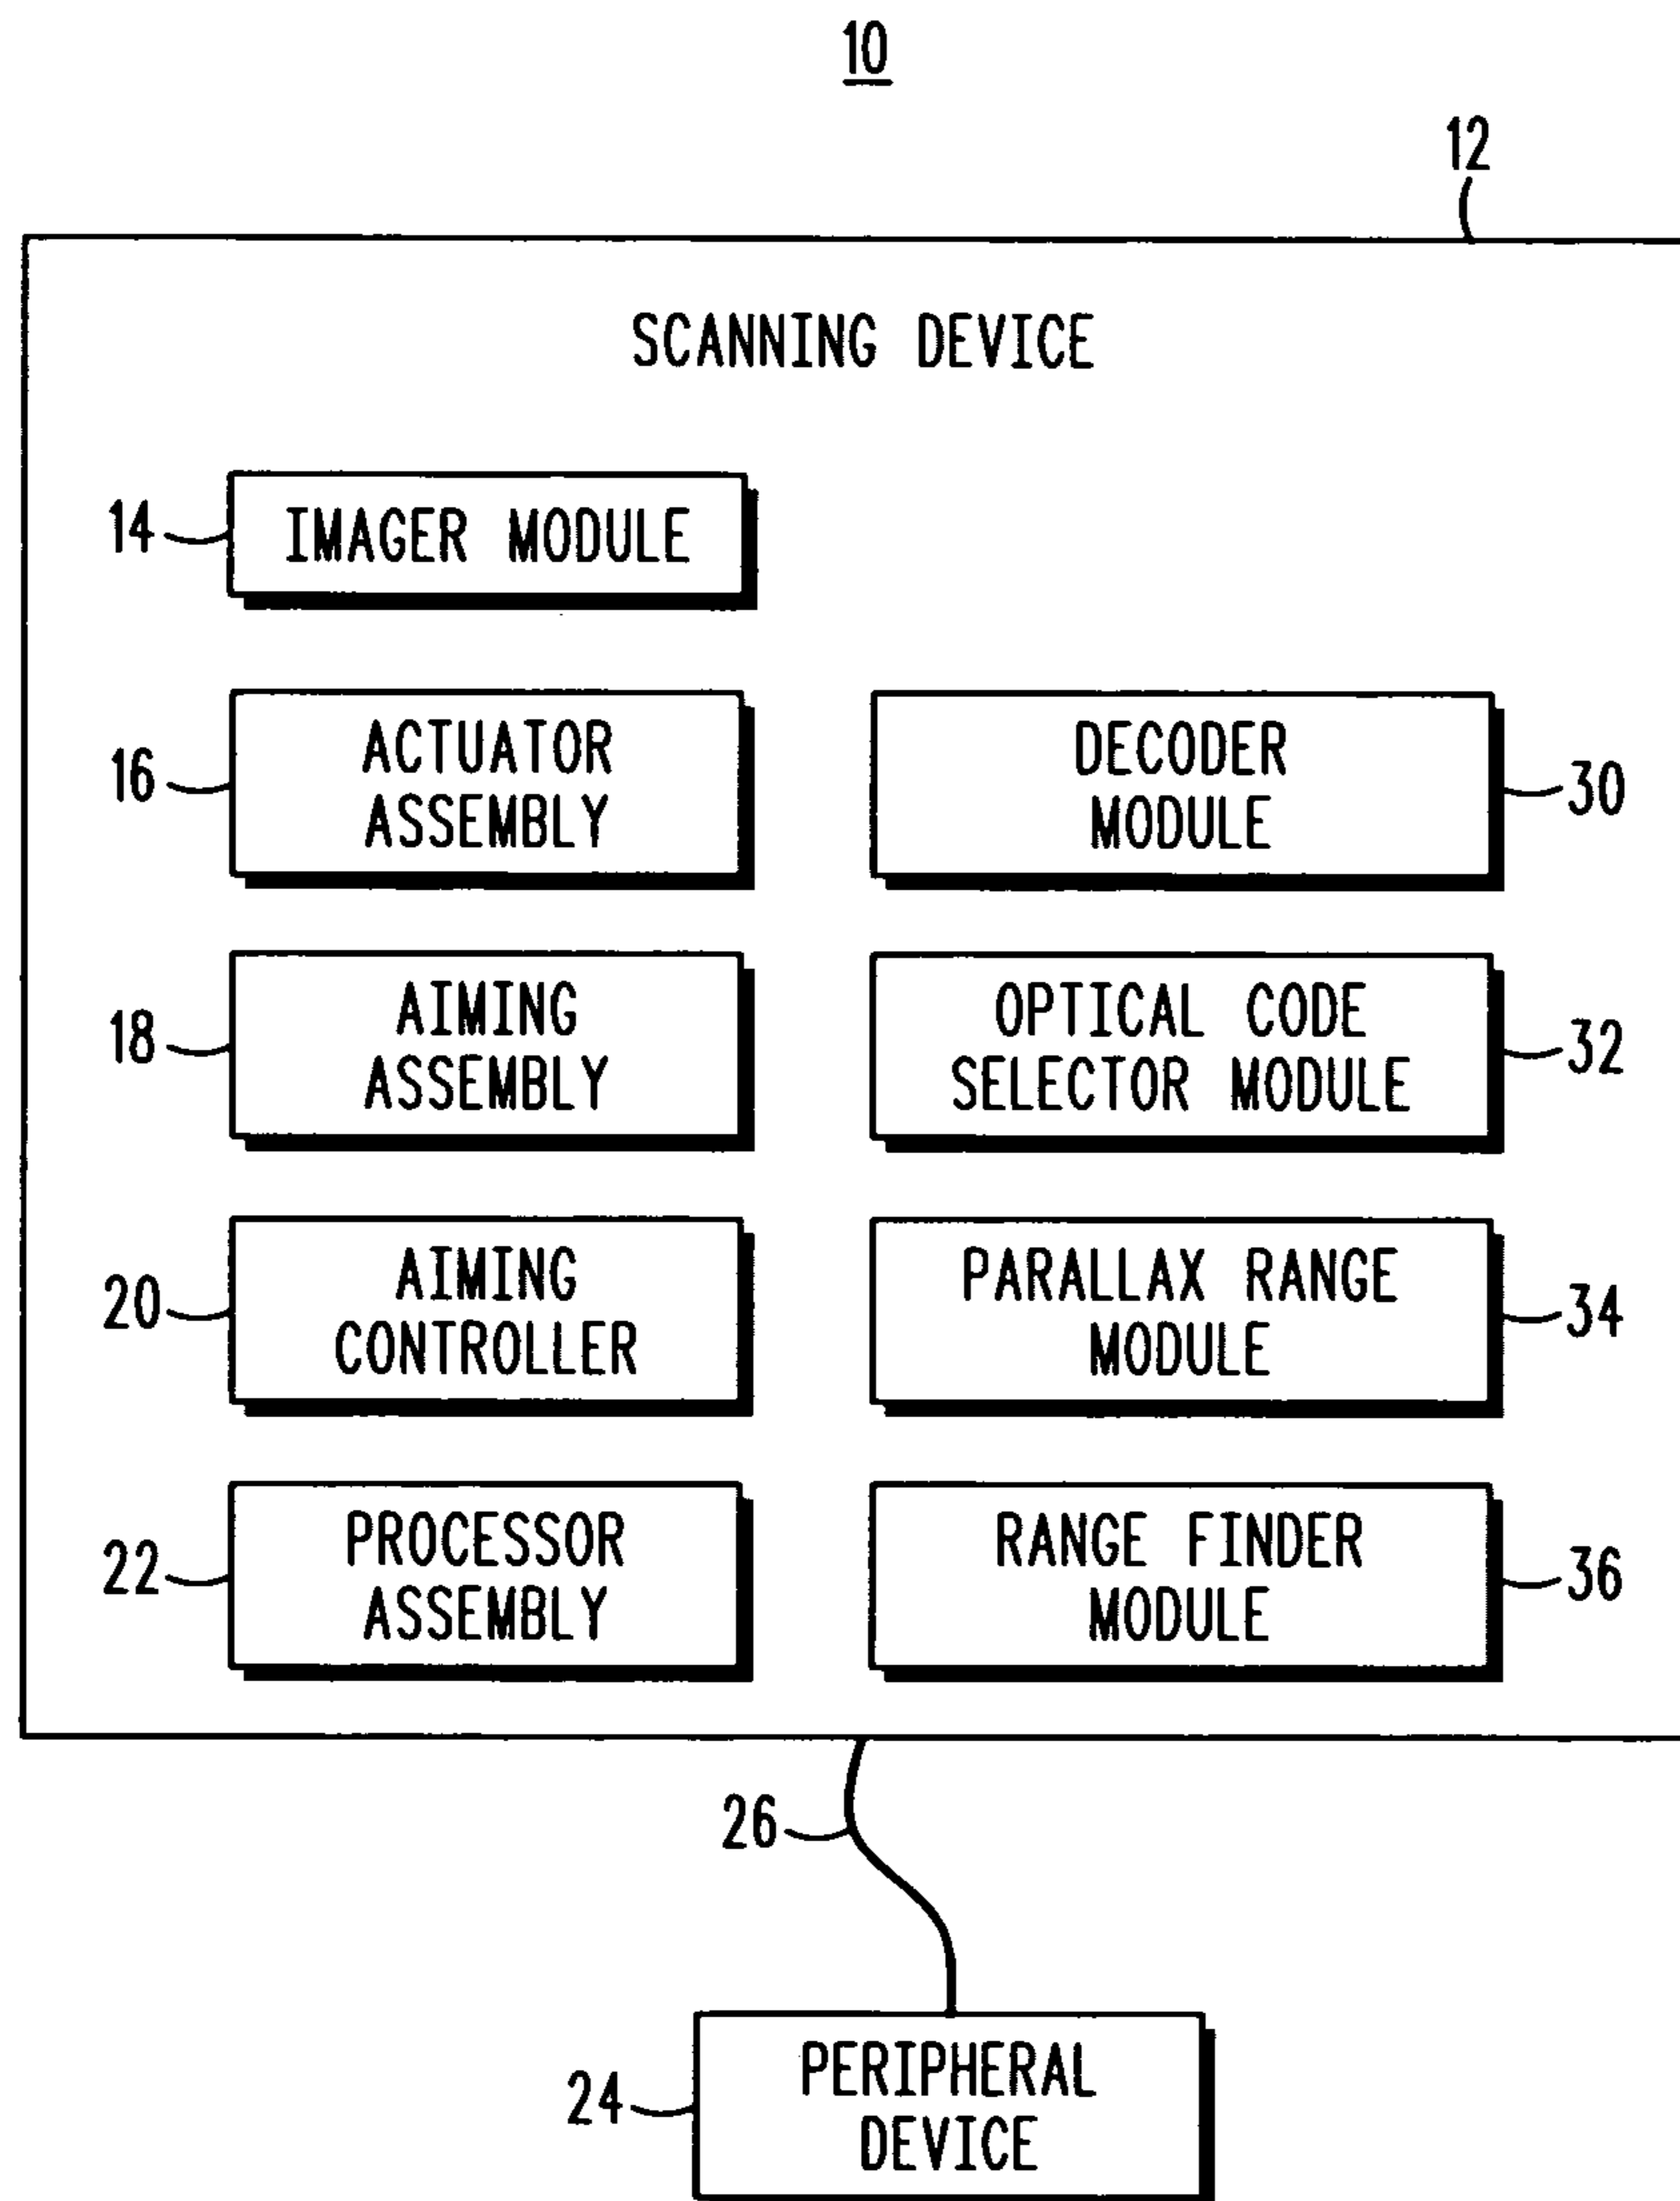 10
12
SCANNING DEVICE
14
IMAGER MODULE
16
ACTUATOR
ASSEMBLY
DECODER
MODULE
30
18
AIMING
ASSEMBLY
OPTICAL CODE
SELECTOR MODULE
32
20
AIMING
CONTROLLER
PARALLAX RANGE
MODULE
34
22
PROCESSOR
ASSEMBLY
RANGE FINDER
MODULE
36
26
24
PERIPHERAL
DEVICE